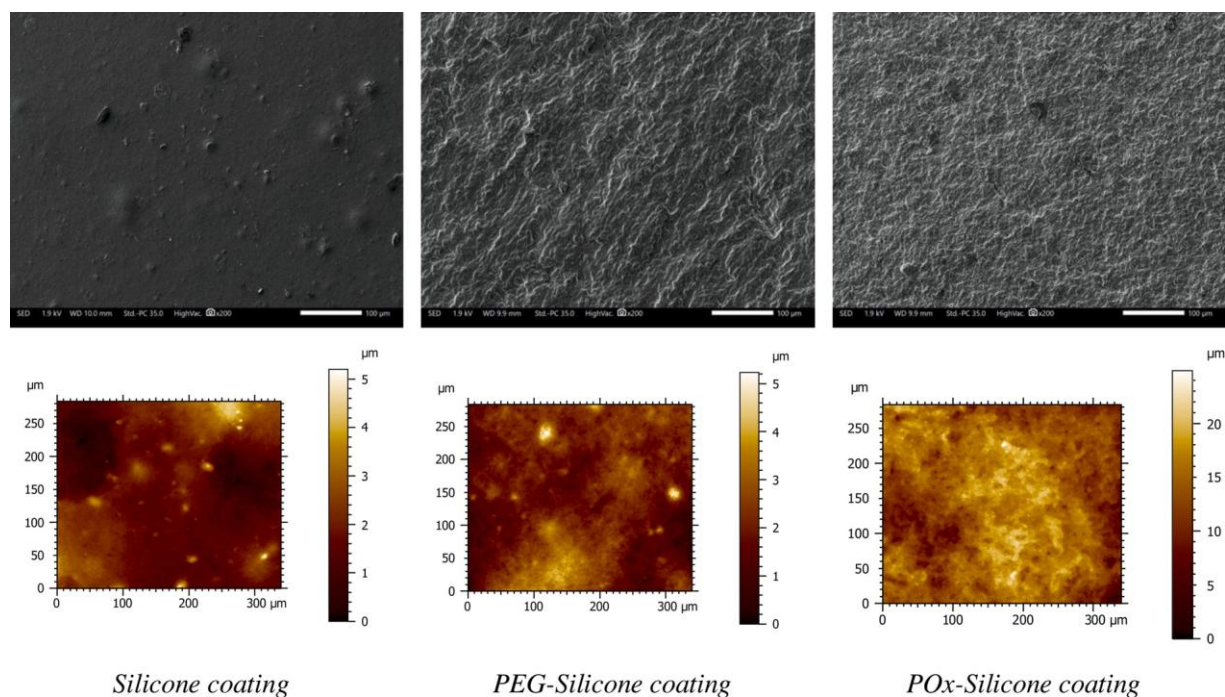 SED 1.9 kV WD 10.0 mm Std.-PC 35.0 HighVac. x200 100 µm
SED 1.9 kV WD 9.9 mm Std.-PC 35.0 HighVac. x200 100 µm
SED 1.9 kV WD 9.9 mm Std.-PC 35.0 HighVac. x200 100 µm
µm
250
200
150
100
50
0
0 100 200 300 µm
µm
5
4
3
2
1
0
µm
250
200
150
100
50
0
0 100 200 300 µm
µm
5
4
3
2
1
0
µm
250
200
150
100
50
0
0 100 200 300 µm
µm
20
15
10
5
0
Silicone coating
PEG-Silicone coating
POx-Silicone coating